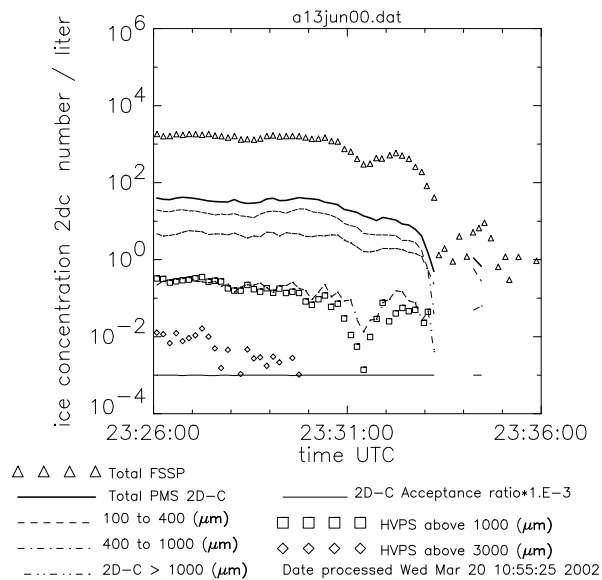 a13jun00.dat
ice concentration 2dc number / liter
10^6
10^4
10^2
10^0
10^-2
10^-4
23:26:00 23:31:00 23:36:00
time UTC
Total FSSP
Total PMS 2D-C
100 to 400 (μm)
400 to 1000 (μm)
2D-C > 1000 (μm)
2D-C Acceptance ratio*1.E-3
HVPS above 1000 (μm)
HVPS above 3000 (μm)
Date processed Wed Mar 20 10:55:25 2002